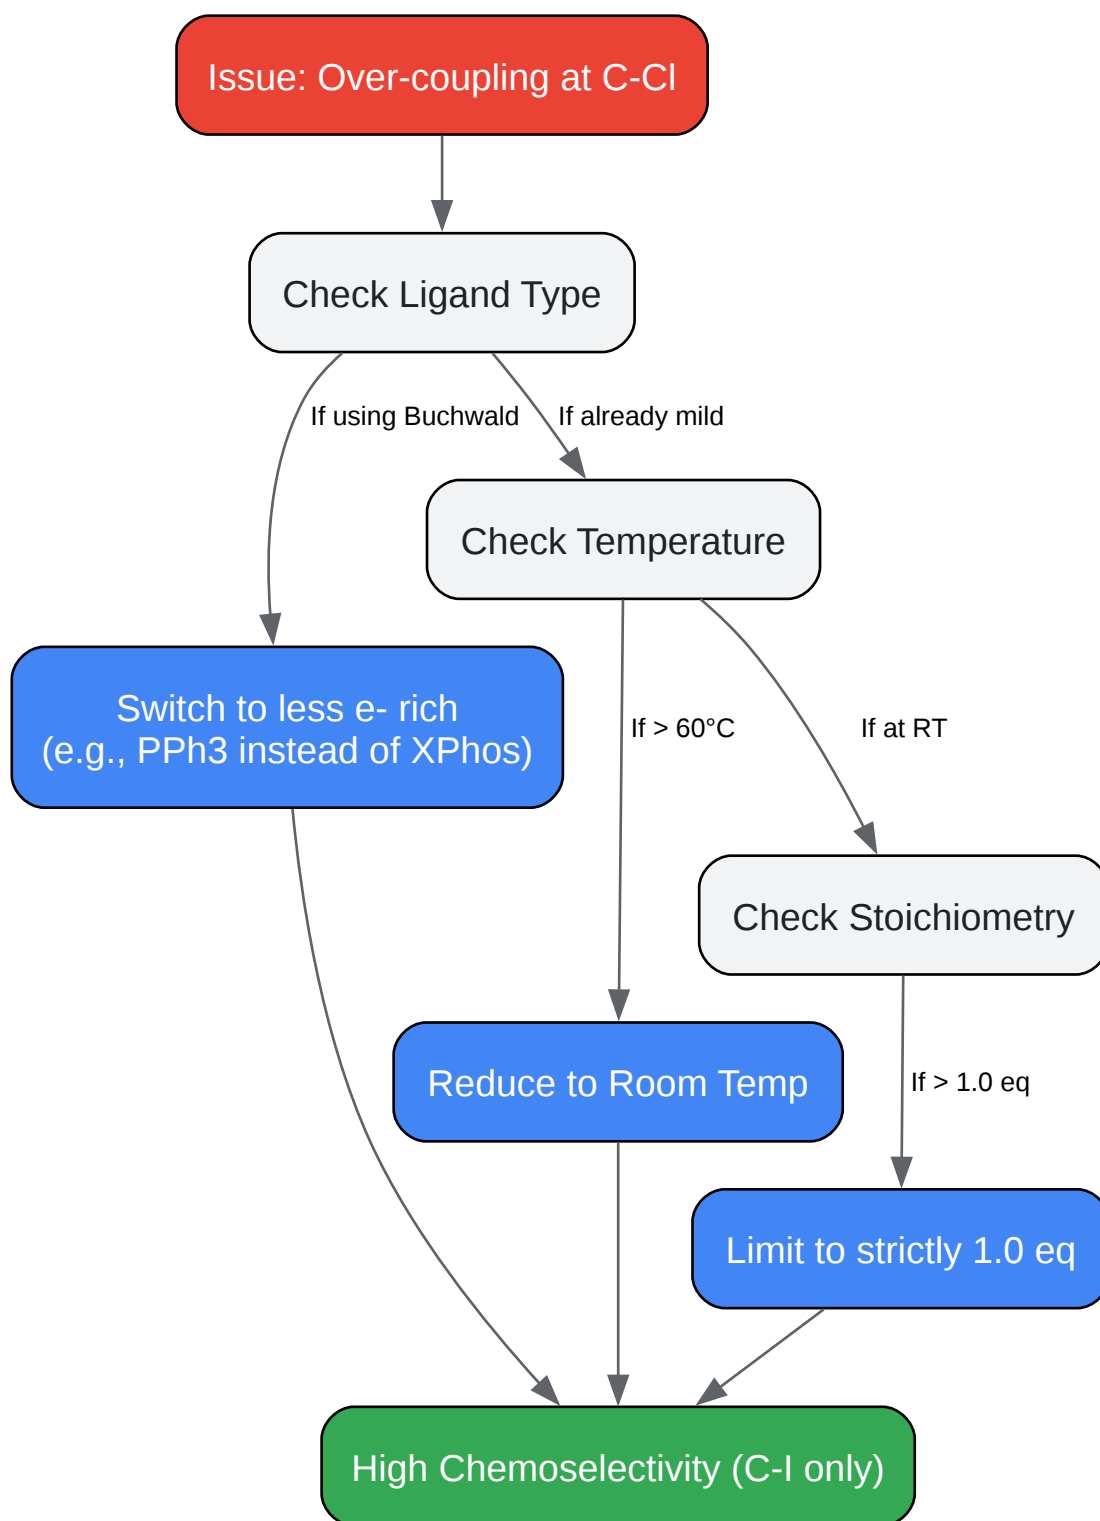 Issue: Over-coupling at C-Cl
Check Ligand Type
If using Buchwald
If already mild
Check Temperature
Switch to less e- rich
(e.g., PPh3 instead of XPhos)
If > 60°C
If at RT
Check Stoichiometry
Reduce to Room Temp
If > 1.0 eq
Limit to strictly 1.0 eq
High Chemoselectivity (C-I only)